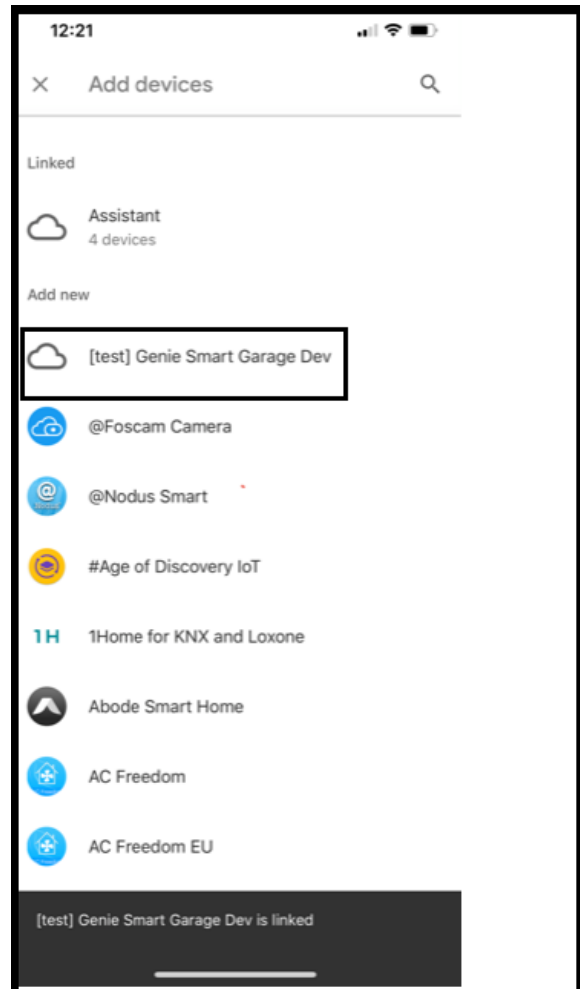 12:21
Add devices
Linked
Assistant
4 devices
Add new
[test] Genie Smart Garage Dev
@Foscam Camera
@Nodus Smart
#Age of Discovery IoT
1H 1Home for KNX and Loxone
Abode Smart Home
AC Freedom
AC Freedom EU
[test] Genie Smart Garage Dev is linked